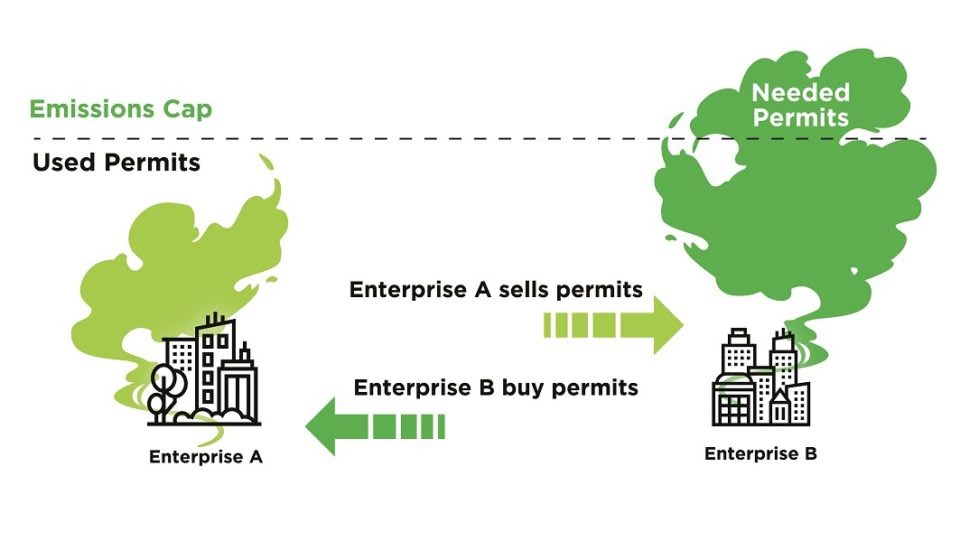 Emissions Cap
Needed
Permits
Used Permits
Enterprise A sells permits
Enterprise B buy permits
Enterprise A
Enterprise B